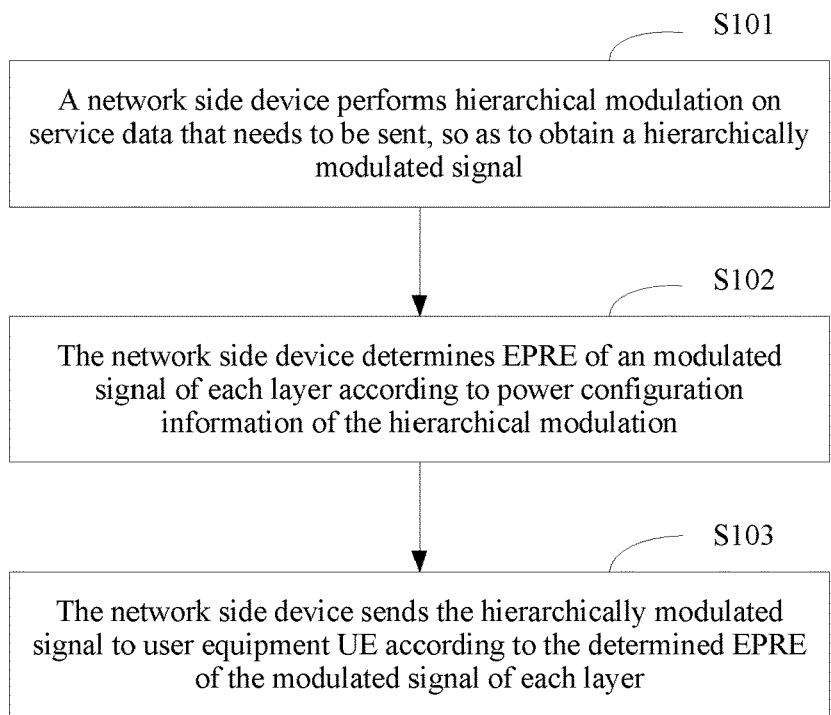 S101
A network side device performs hierarchical modulation on
service data that needs to be sent, so as to obtain a hierarchically
modulated signal
S102
The network side device determines EPRE of an modulated
signal of each layer according to power configuration
information of the hierarchical modulation
S103
The network side device sends the hierarchically modulated
signal to user equipment UE according to the determined EPRE
of the modulated signal of each layer